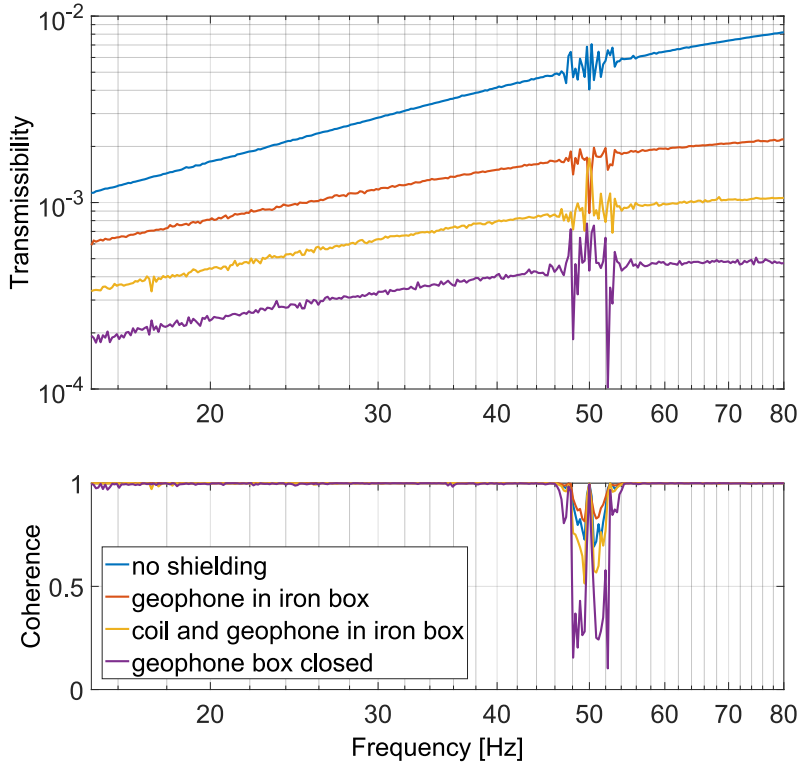 10-2
10-3
10-4
Transmissibility
20 30 40 50 60 70 80
1
0.5
0
Coherence
no shielding
geophone in iron box
coil and geophone in iron box
geophone box closed
20 30 40 50 60 70 80
Frequency [Hz]